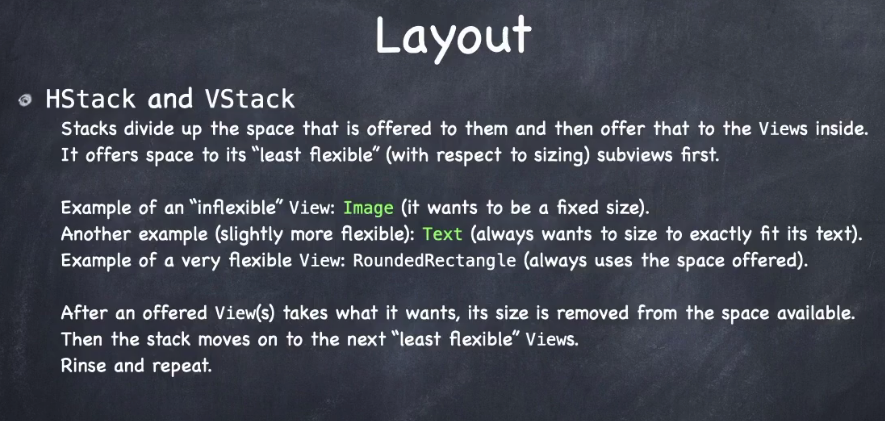 Layout
HStack and VStack
Stacks divide up the space that is offered to them and then offer that to the Views inside.
It offers space to its “least flexible” (with respect to sizing) subviews first.
Example of an “inflexible” View: Image (it wants to be a fixed size).
Another example (slightly more flexible): Text (always wants to size to exactly fit its text).
Example of a very flexible View: RoundedRectangle (always uses the space offered).
After an offered View(s) takes what it wants, its size is removed from the space available.
Then the stack moves on to the next “least flexible” Views.
Rinse and repeat.